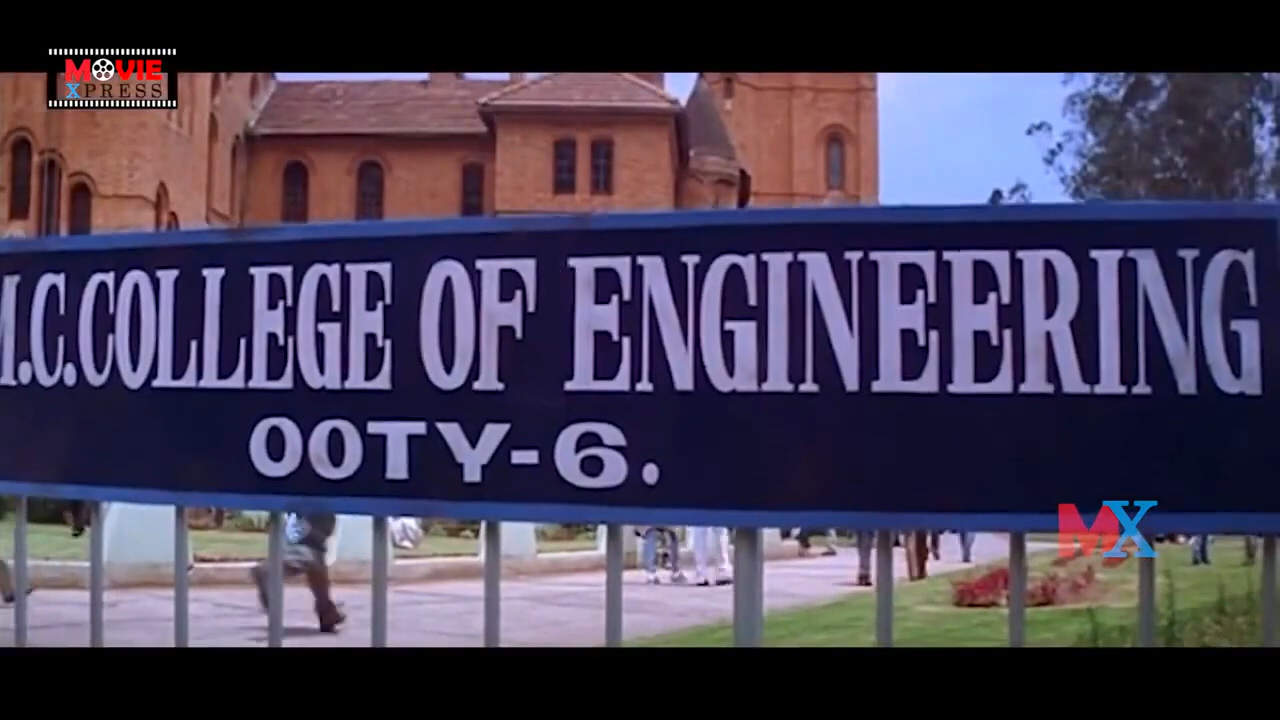 MOVIE
XPRESS
M.C.COLLEGE OF ENGINEERING
OOTY-6.
MX